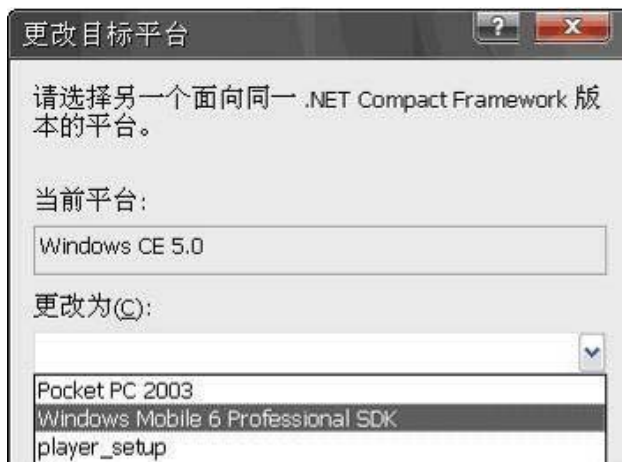 更改目标平台
请选择另一个面向同一 .NET Compact Framework 版
本的平台。
当前平台:
Windows CE 5.0
更改为(C):
Pocket PC 2003
Windows Mobile 6 Professional SDK
player_setup